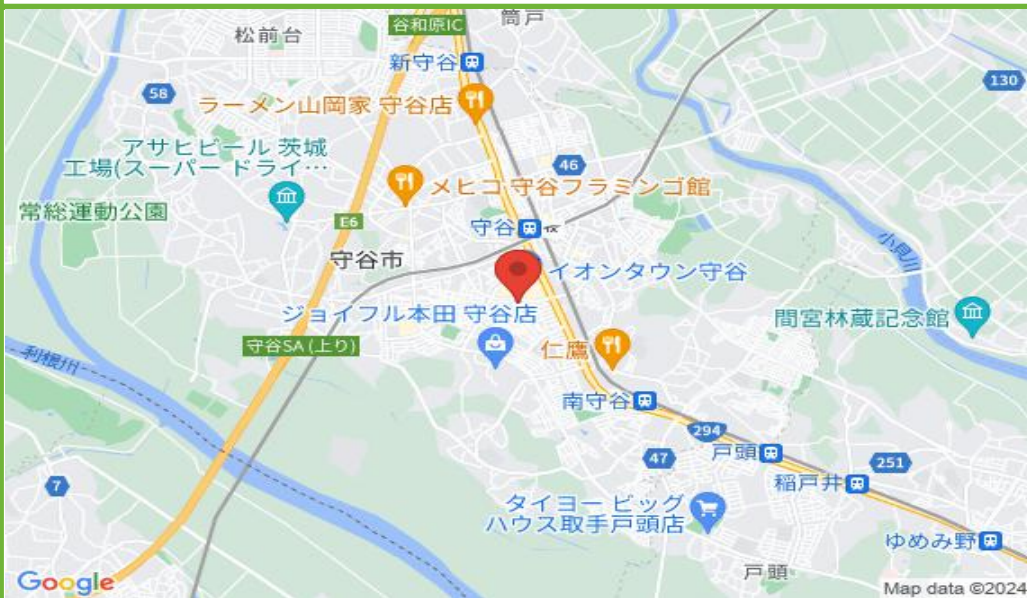 筒戸
谷和原IC
松前台
新守谷
58
130
ラーメン山岡家 守谷店
アサヒビール 茨城
工場(スーパー ドライ…
46
メヒコ 守谷フラミンゴ館
常総運動公園
E6
守谷
小貝川
守谷市
イオンタウン守谷
ジョイフル本田 守谷店
間宮林蔵記念館
守谷SA (上り)
仁鷹
利根川
南守谷
294
戸頭
47
251
稲戸井
7
タイヨー ビッグ
ハウス取手戸頭店
ゆめみ野
戸頭
Google
Map data ©2024